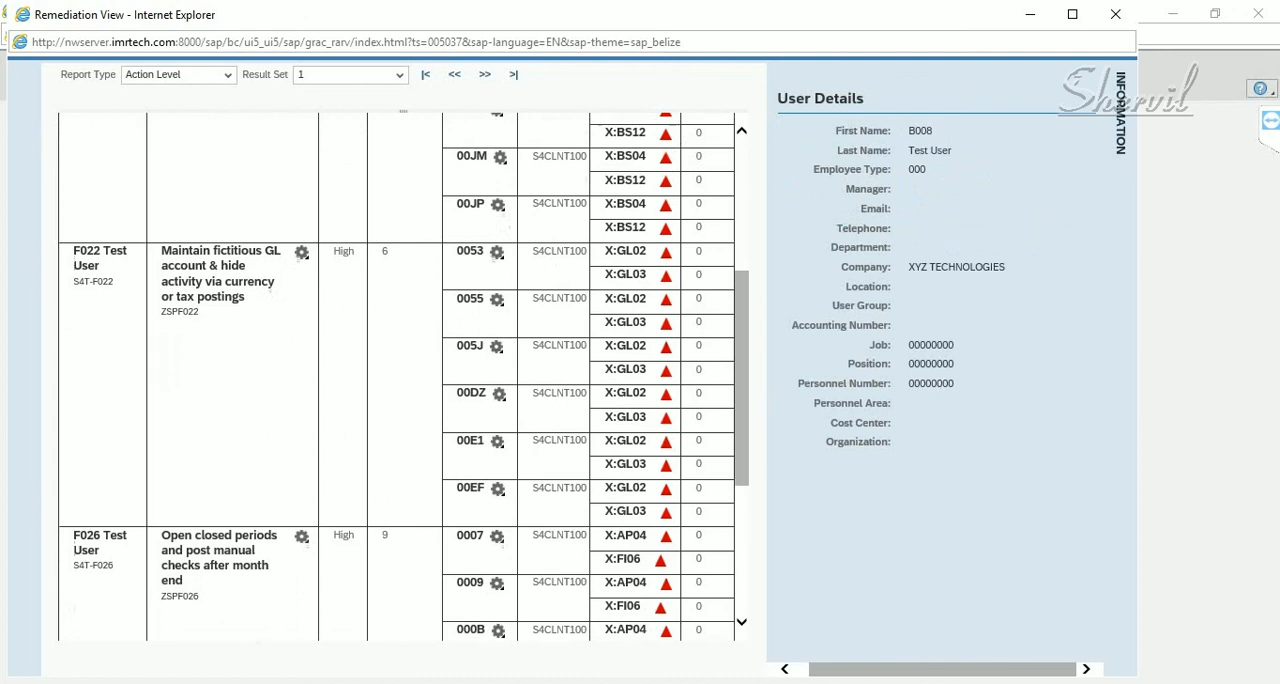 Remediation View - Internet Explorer
http://nwserver.imrtech.com:8000/sap/bc/ui5_ui5/sap/grac_rarv/index.html?ts=005037&sap-language=EN&sap-theme=sap_belize
Report Type Action Level Result Set 1 |< << >> >|
X:BS12 0
00JM S4CLNT100 X:BS04 0
X:BS12 0
00JP S4CLNT100 X:BS04 0
X:BS12 0
F022 Test Maintain fictitious GL High 6 0053 S4CLNT100 X:GL02 0
User account & hide X:GL03 0
S4T-F022 activity via currency
or tax postings 0055 S4CLNT100 X:GL02 0
ZSPF022
X:GL03 0
005J S4CLNT100 X:GL02 0
X:GL03 0
00DZ S4CLNT100 X:GL02 0
X:GL03 0
00E1 S4CLNT100 X:GL02 0
X:GL03 0
00EF S4CLNT100 X:GL02 0
X:GL03 0
F026 Test Open closed periods High 9 0007 S4CLNT100 X:AP04 0
User and post manual X:FI06 0
S4T-F026 checks after month
end 0009 S4CLNT100 X:AP04 0
ZSPF026
X:FI06 0
000B S4CLNT100 X:AP04 0
User Details
First Name: B008
Last Name: Test User
Employee Type: 000
Manager:
Email:
Telephone:
Department:
Company: XYZ TECHNOLOGIES
Location:
User Group:
Accounting Number:
Job: 00000000
Position: 00000000
Personnel Number: 00000000
Personnel Area:
Cost Center:
Organization:
INFORMATION
Shervil